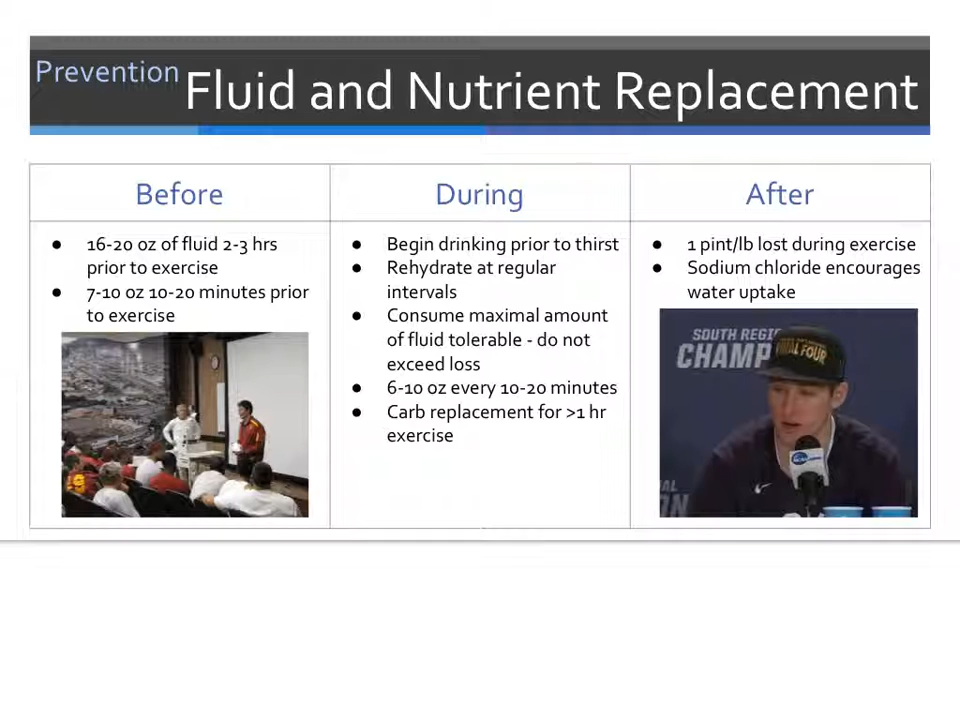 Prevention
Fluid and Nutrient Replacement
Before
During
After
● 16-20 oz of fluid 2-3 hrs
prior to exercise
● 7-10 oz 10-20 minutes prior
to exercise
● Begin drinking prior to thirst
● Rehydrate at regular
intervals
● Consume maximal amount
of fluid tolerable - do not
exceed loss
● 6-10 oz every 10-20 minutes
● Carb replacement for >1 hr
exercise
● 1 pint/lb lost during exercise
● Sodium chloride encourages
water uptake
SOUTH REGI
CHAMP
FINAL FOUR
NCAA
NAL
ON